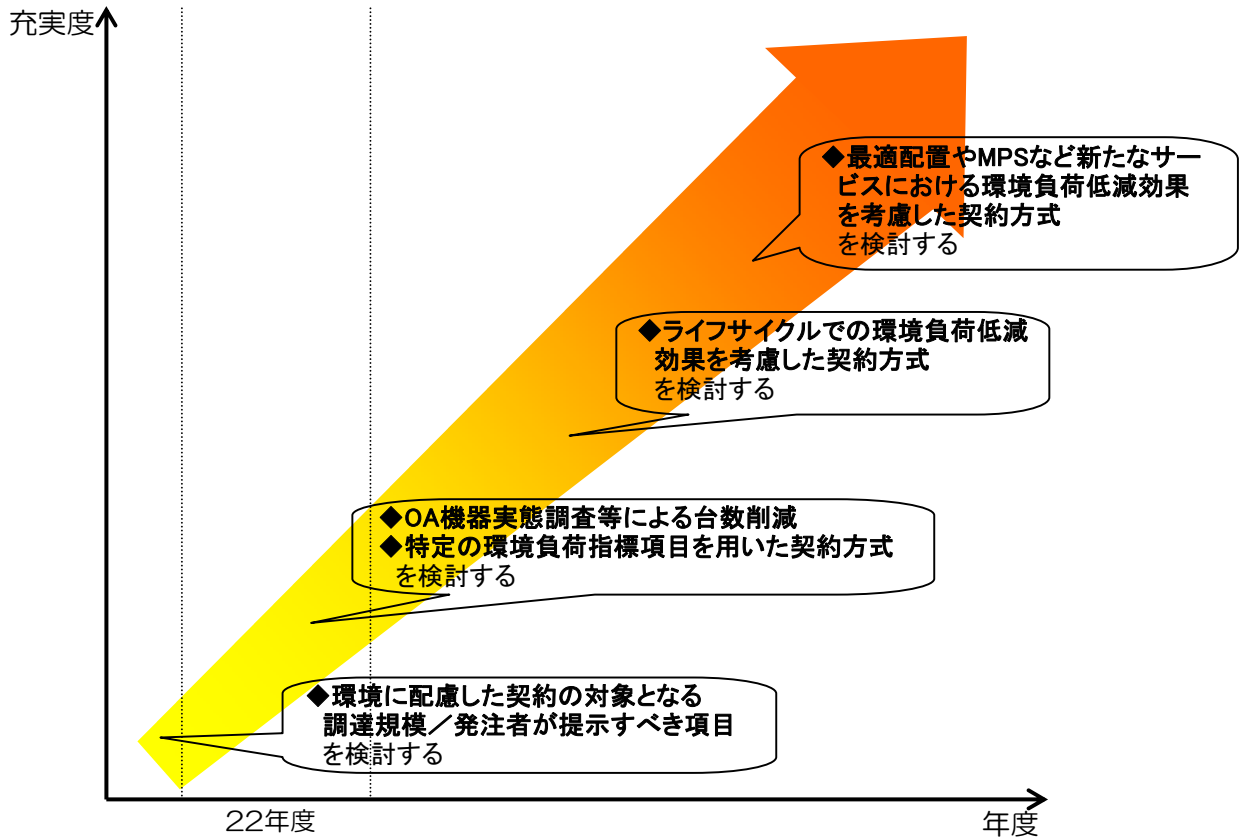 充実度
◆最適配置やMPSなど新たなサー
ビスにおける環境負荷低減効果
を考慮した契約方式
を検討する
◆ライフサイクルでの環境負荷低減
効果を考慮した契約方式
を検討する
◆OA機器実態調査等による台数削減
◆特定の環境負荷指標項目を用いた契約方式
を検討する
◆環境に配慮した契約の対象となる
調達規模／発注者が提示すべき項目
を検討する
22年度
年度